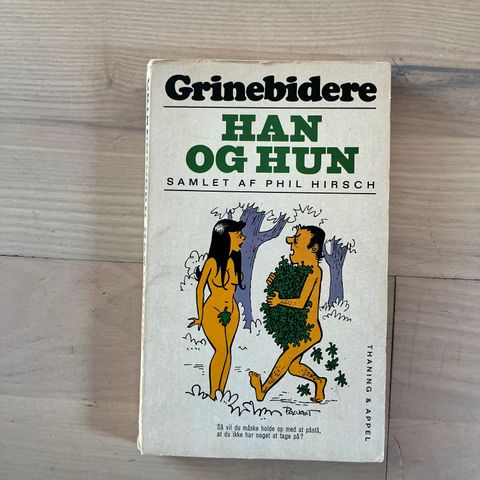 Grinebidere
HAN
OG HUN
SAMLET AF PHIL HIRSCH
Så vil du måske holde op med at påstå,
at du ikke har noget at tage på?
THANING & APPEL